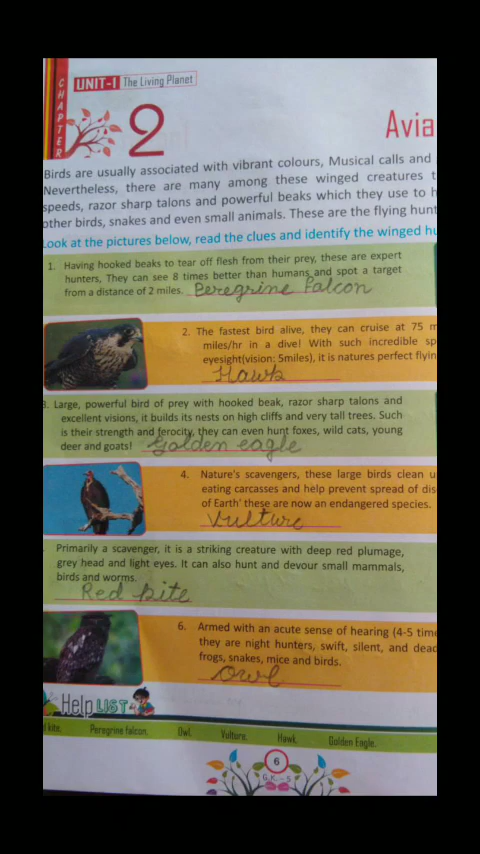 CHAPTER
UNIT-I The Living Planet
2
Avia
Birds are usually associated with vibrant colours, Musical calls and
Nevertheless, there are many among these winged creatures t
speeds, razor sharp talons and powerful beaks which they use to h
other birds, snakes and even small animals. These are the flying hunt
Look at the pictures below, read the clues and identify the winged hu
1. Having hooked beaks to tear off flesh from their prey, these are expert
hunters, They can see 8 times better than humans and spot a target
from a distance of 2 miles. Peregrine Falcon
2. The fastest bird alive, they can cruise at 75 m
miles/hr in a dive! With such incredible sp
eyesight(vision: 5miles), it is natures perfect flyin
Hawk
3. Large, powerful bird of prey with hooked beak, razor sharp talons and
excellent visions, it builds its nests on high cliffs and very tall trees. Such
is their strength and ferocity, they can even hunt foxes, wild cats, young
deer and goats! Golden eagle
4. Nature's scavengers, these large birds clean u
eating carcasses and help prevent spread of dis
of Earth' these are now an endangered species.
Vulture
Primarily a scavenger, it is a striking creature with deep red plumage,
grey head and light eyes. It can also hunt and devour small mammals,
birds and worms.
Red kite
6. Armed with an acute sense of hearing (4-5 time
they are night hunters, swift, silent, and dead
frogs, snakes, mice and birds.
Owl
Help LIST
d kite. Peregrine falcon. Owl. Vulture. Hawk. Golden Eagle.
6
G.K. - 5